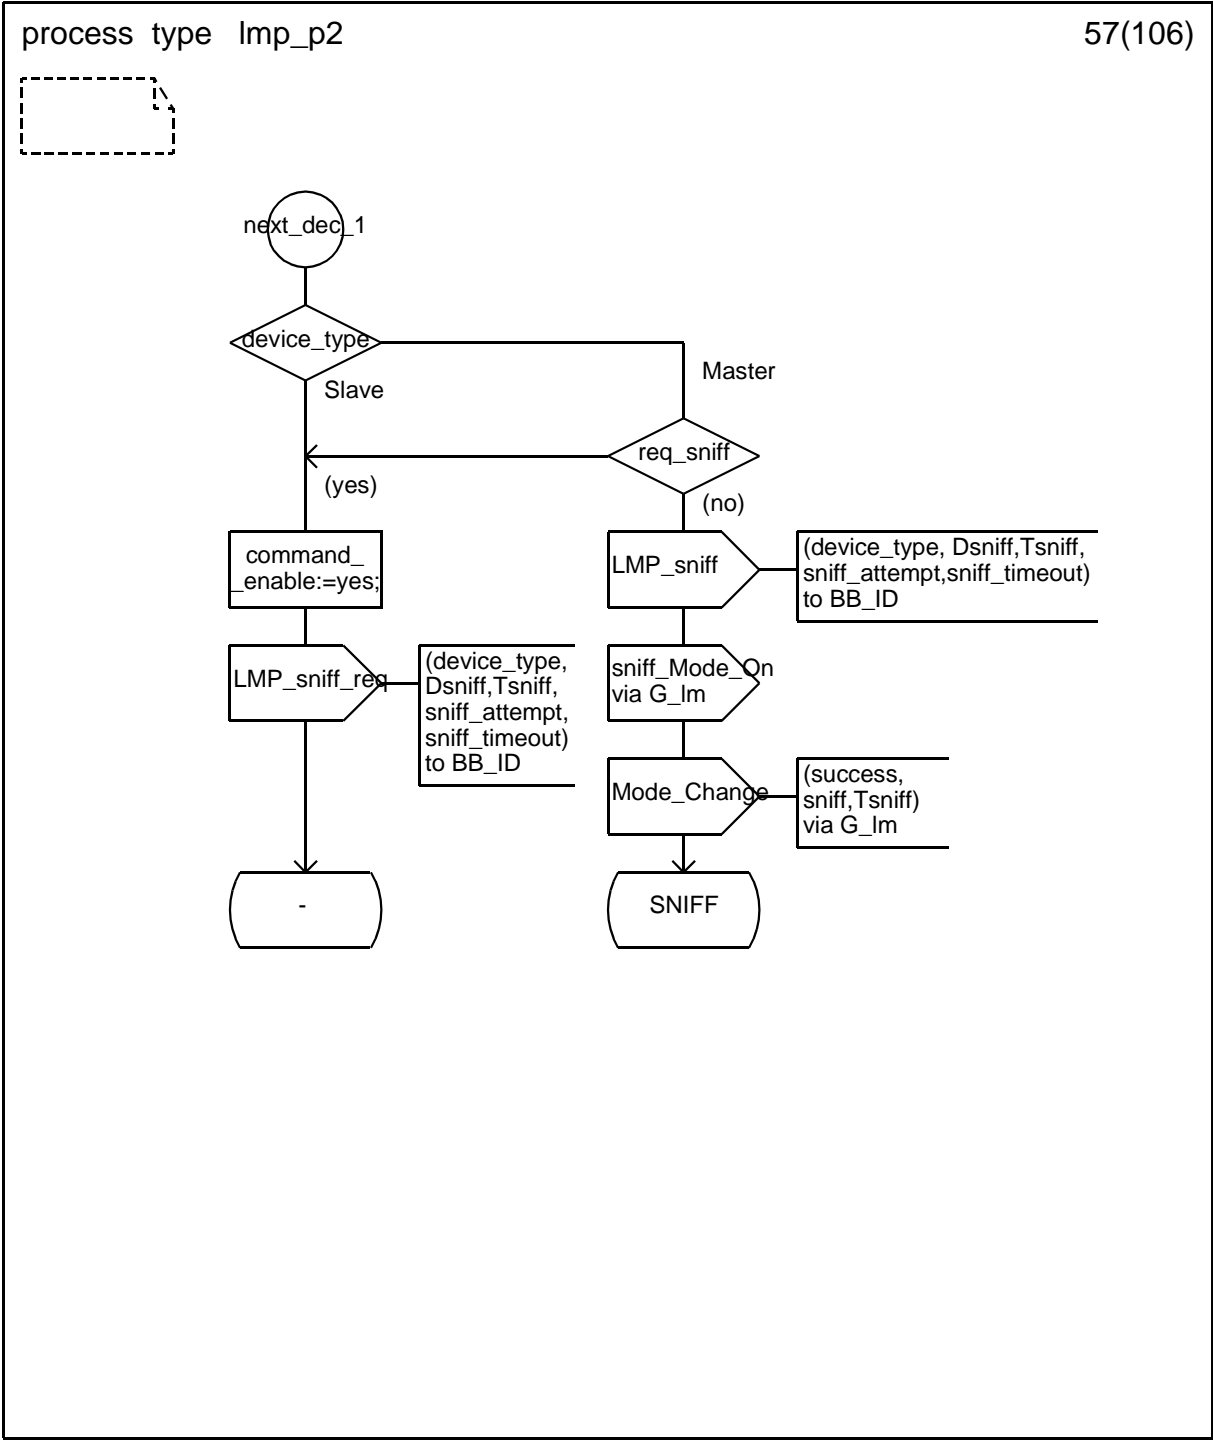 process type lmp_p2
57(106)
next_dec_1
device_type
Master
Slave
req_sniff
(yes)
(no)
command_
_enable:=yes;
LMP_sniff
(device_type, Dsniff,Tsniff,
sniff_attempt,sniff_timeout)
to BB_ID
LMP_sniff_req
(device_type,
Dsniff,Tsniff,
sniff_attempt,
sniff_timeout)
to BB_ID
sniff_Mode_On
via G_lm
Mode_Change
(success,
sniff,Tsniff)
via G_lm
-
SNIFF